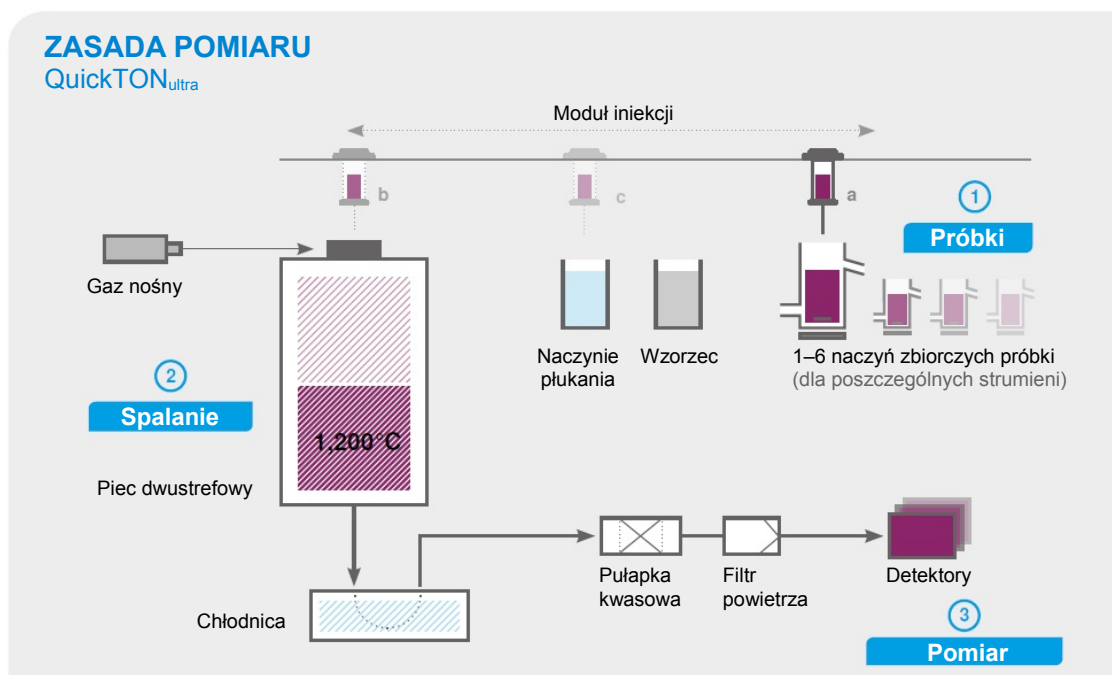 ZASADA POMIARU
QuickTONultra
Moduł iniekcji
b
c
a
1
Próbki
Gaz nośny
Naczynie
płukania
Wzorzec
1–6 naczyń zbiorczych próbki
(dla poszczególnych strumieni)
2
Spalanie
1,200°C
Piec dwustrefowy
Pułapka
kwasowa
Filtr
powietrza
Detektory
Chłodnica
3
Pomiar